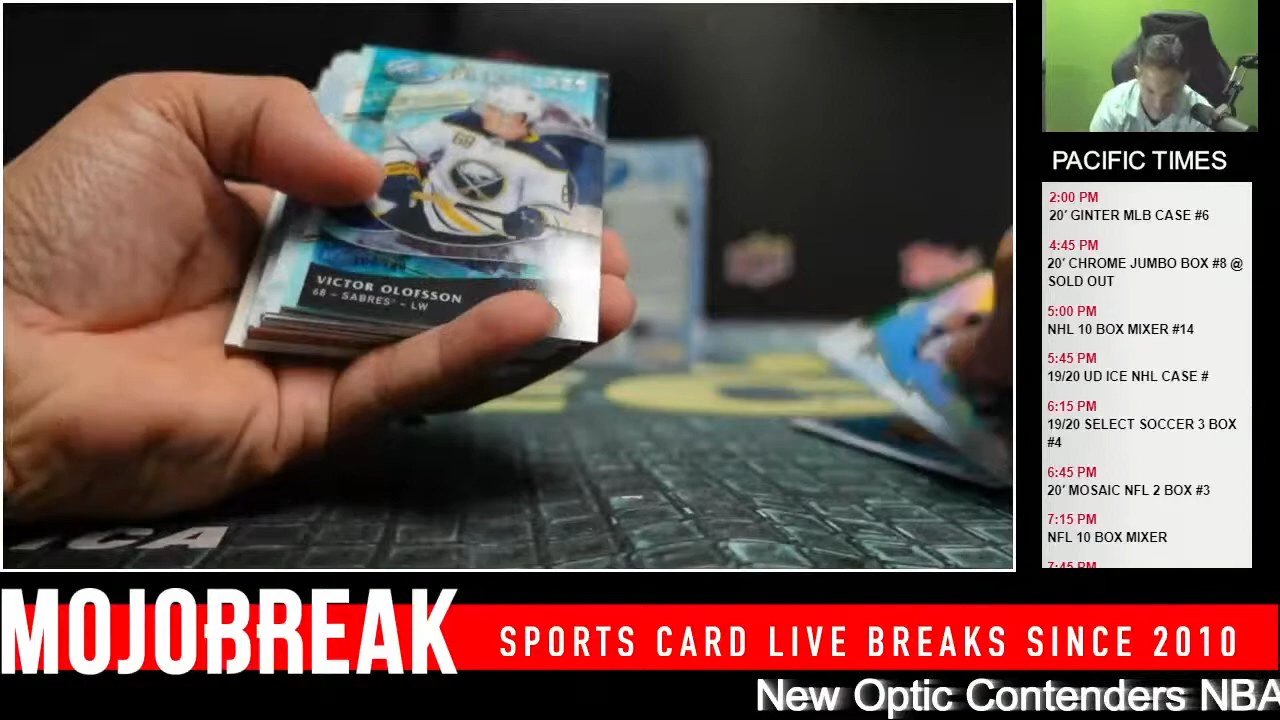 VICTOR OLOFSSON
68 - SABRES - LW
68
PACIFIC TIMES
2:00 PM
20' GINTER MLB CASE #6
4:45 PM
20' CHROME JUMBO BOX #8 @
SOLD OUT
5:00 PM
NHL 10 BOX MIXER #14
5:45 PM
19/20 UD ICE NHL CASE #
6:15 PM
19/20 SELECT SOCCER 3 BOX
#4
6:45 PM
20' MOSAIC NFL 2 BOX #3
7:15 PM
NFL 10 BOX MIXER
7:45 PM
MOJOBREAK
SPORTS CARD LIVE BREAKS SINCE 2010
New Optic Contenders NBA